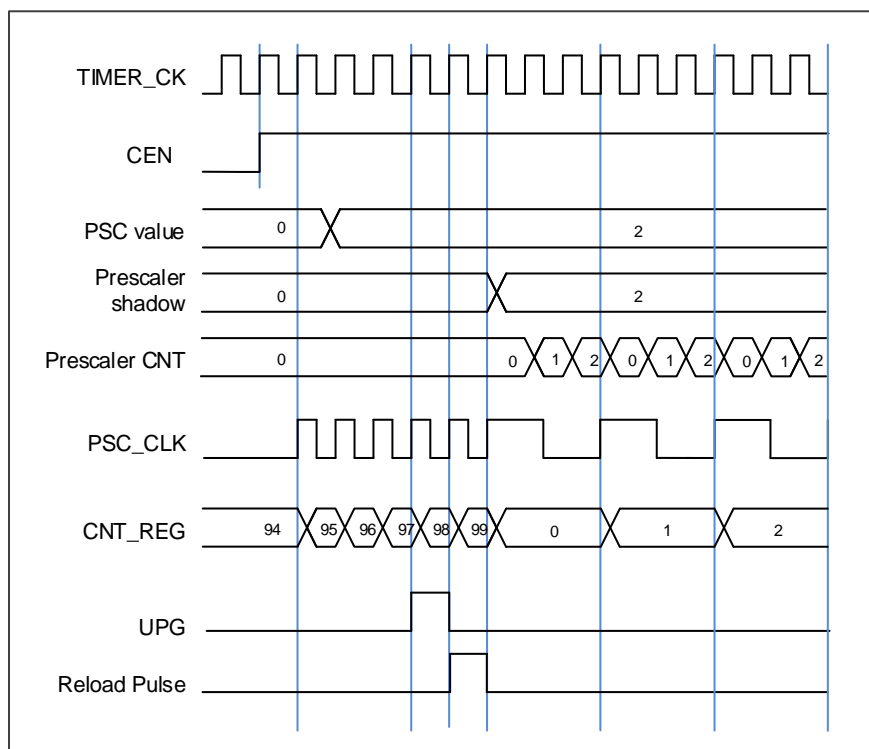 TIMER_CK
CEN
PSC value 0 2
Prescaler
shadow 0 2
Prescaler CNT 0 0 1 2 0 1 2 0 1 2
PSC_CLK
CNT_REG 94 95 96 97 98 99 0 1 2
UPG
Reload Pulse